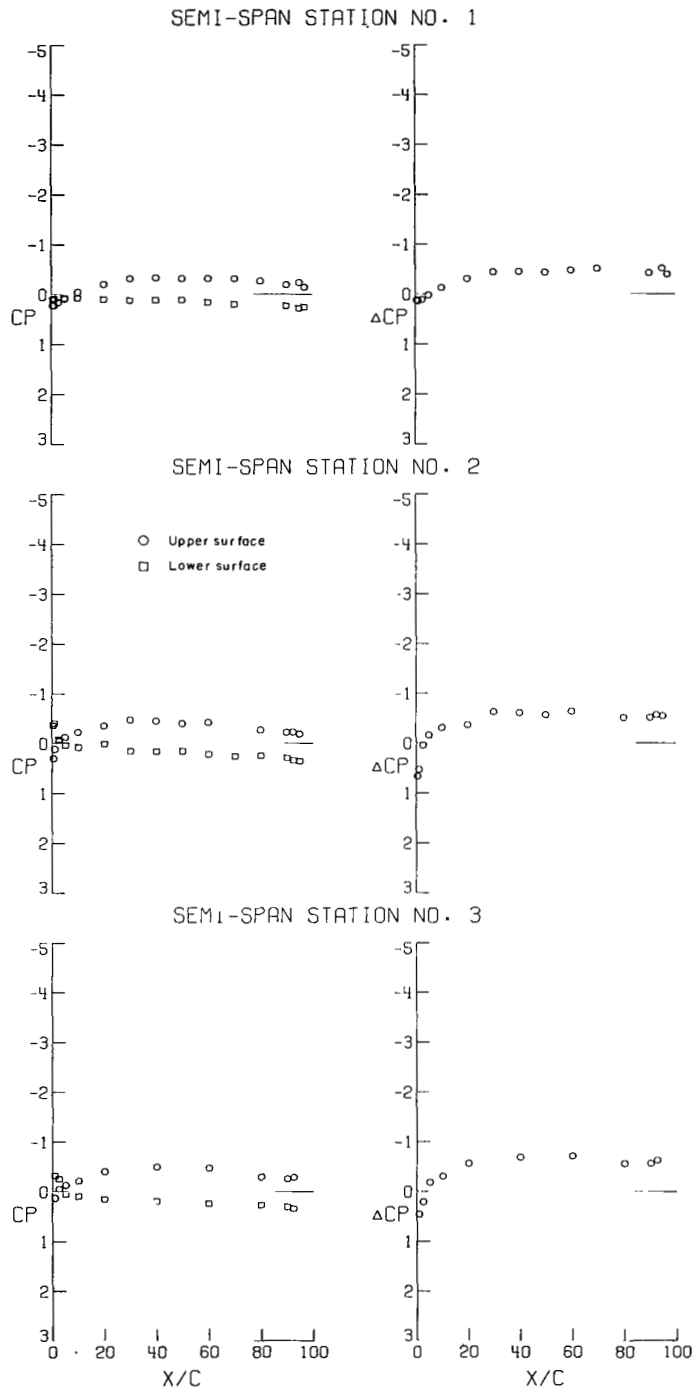 SEMI-SPAN STATION NO. 1
-5 -5
-4 -4
-3 -3
-2 -2
-1 -1
0 0
CP ΔCP
1 1
2 2
3 3
SEMI-SPAN STATION NO. 2
-5 -5
○ Upper surface
□ Lower surface
-4 -4
-3 -3
-2 -2
-1 -1
0 0
CP ΔCP
1 1
2 2
3 3
SEMI-SPAN STATION NO. 3
-5 -5
-4 -4
-3 -3
-2 -2
-1 -1
0 0
CP ΔCP
1 1
2 2
3 3
0 20 40 60 80 100 0 20 40 60 80 100
X/C X/C